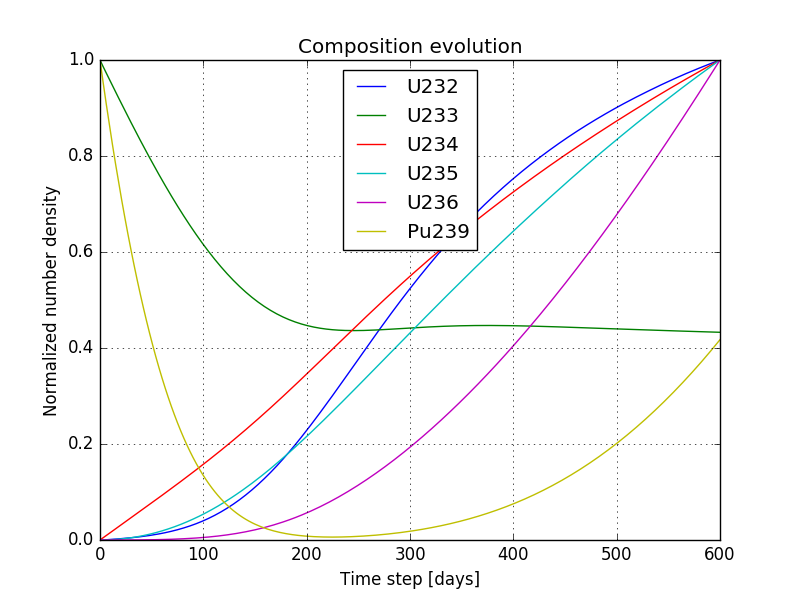 Composition evolution
U232
U233
U234
U235
U236
Pu239
Normalized number density
1.0
0.8
0.6
0.4
0.2
0.0
0 100 200 300 400 500 600
Time step [days]